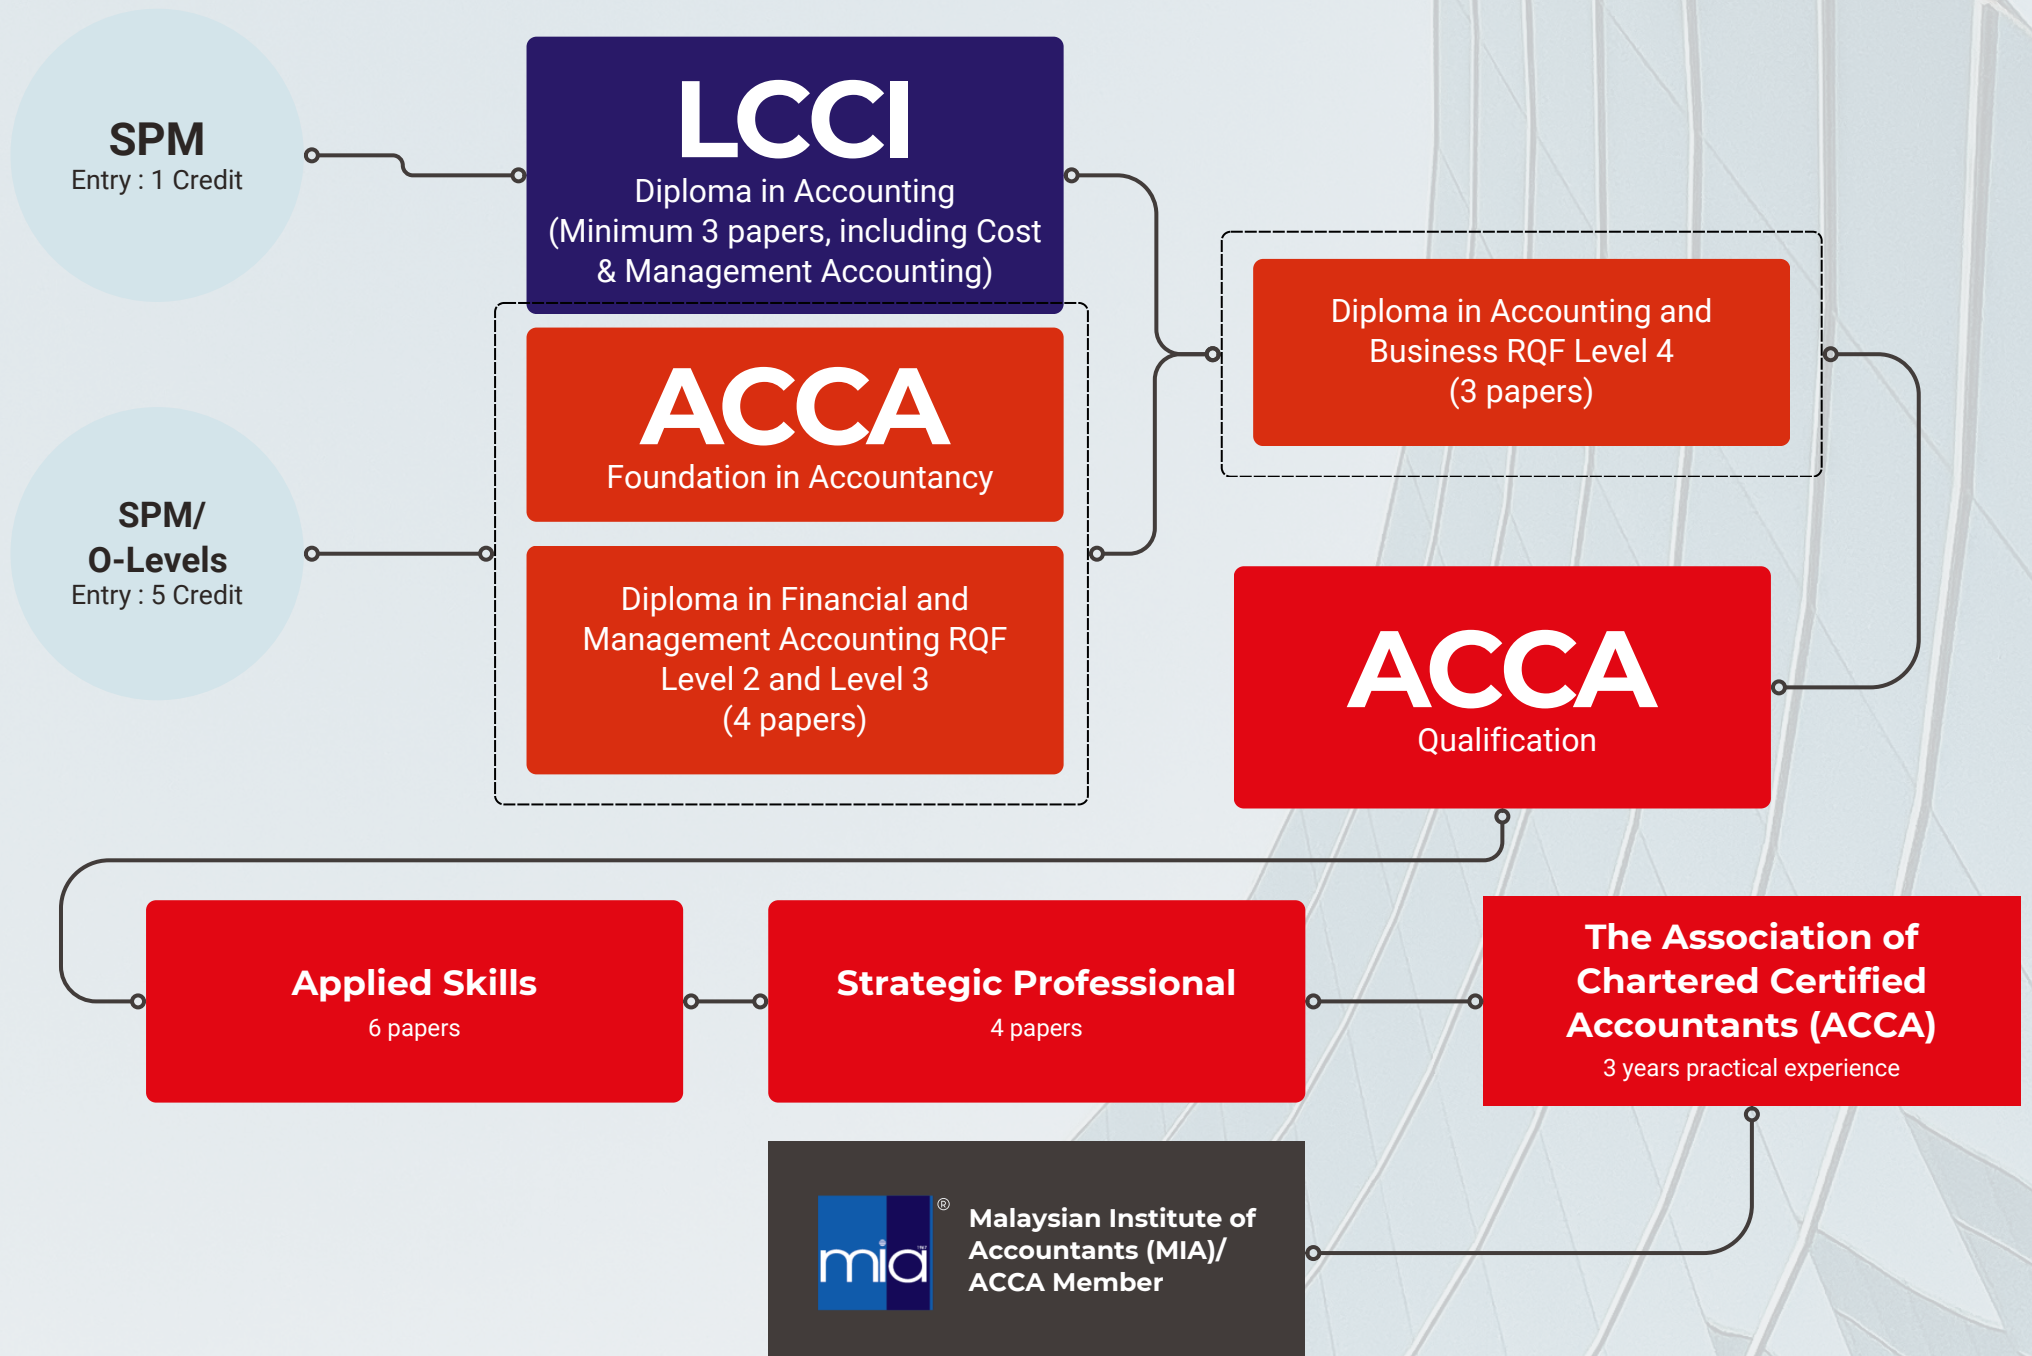 SPM
Entry : 1 Credit
LCCI
Diploma in Accounting
(Minimum 3 papers, including Cost
& Management Accounting)
SPM/
O-Levels
Entry : 5 Credit
ACCA
Foundation in Accountancy
Diploma in Financial and
Management Accounting RQF
Level 2 and Level 3
(4 papers)
Diploma in Accounting and
Business RQF Level 4
(3 papers)
ACCA
Qualification
Applied Skills
6 papers
Strategic Professional
4 papers
The Association of
Chartered Certified
Accountants (ACCA)
3 years practical experience
mia
®
Malaysian Institute of
Accountants (MIA)/
ACCA Member